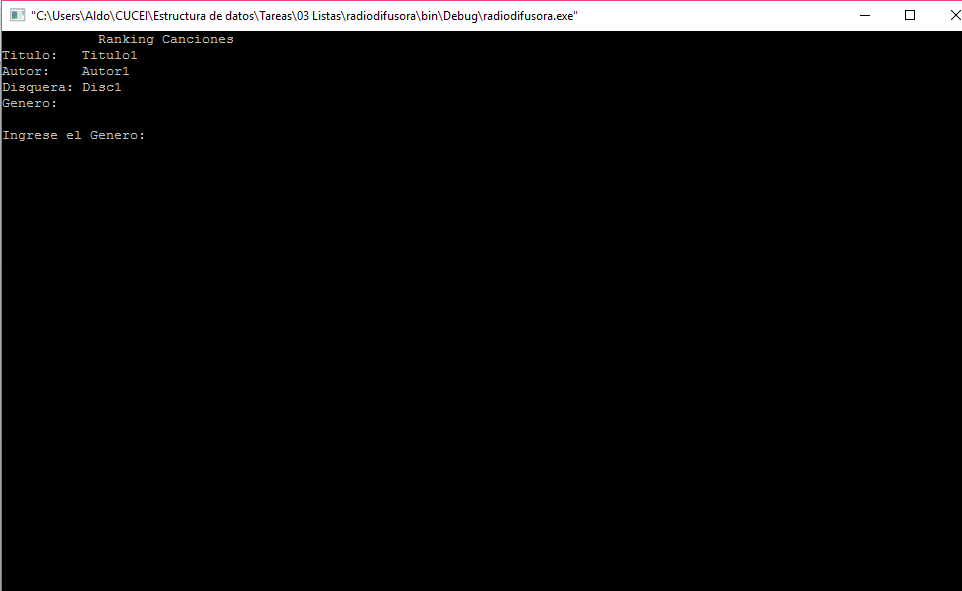 "C:\Users\Aldo\CUCEI\Estructura de datos\Tareas\03 Listas\radiodifusora\bin\Debug\radiodifusora.exe"
Ranking Canciones
Titulo: Titulo1
Autor: Autor1
Disquera: Disc1
Genero:
Ingrese el Genero: